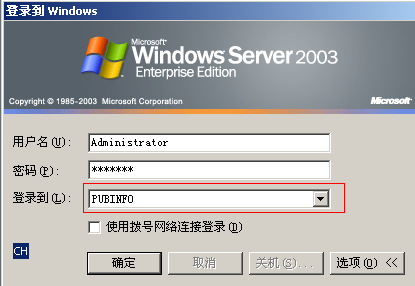 登录到 Windows
Microsoft
Windows Server 2003
Enterprise Edition
Copyright © 1985-2003 Microsoft Corporation
Microsoft
用户名(U): Administrator
密码(P): *******
登录到(L): PUBINFO
使用拨号网络连接登录(D)
CH
确定 取消 关机(S)... 选项(O) <<